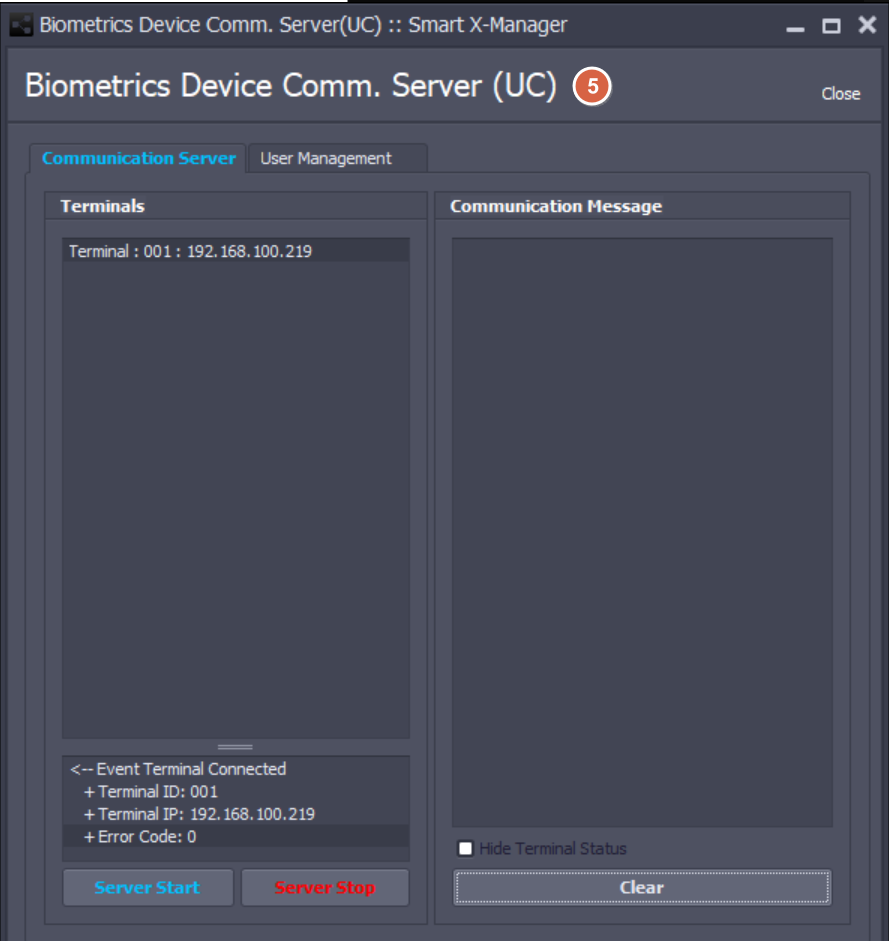 Biometrics Device Comm. Server(UC) :: Smart X-Manager
Biometrics Device Comm. Server (UC) 5
Close
Communication Server
User Management
Terminals
Terminal : 001 : 192.168.100.219
<-- Event Terminal Connected
+ Terminal ID: 001
+ Terminal IP: 192.168.100.219
+ Error Code: 0
Server Start
Server Stop
Communication Message
Hide Terminal Status
Clear